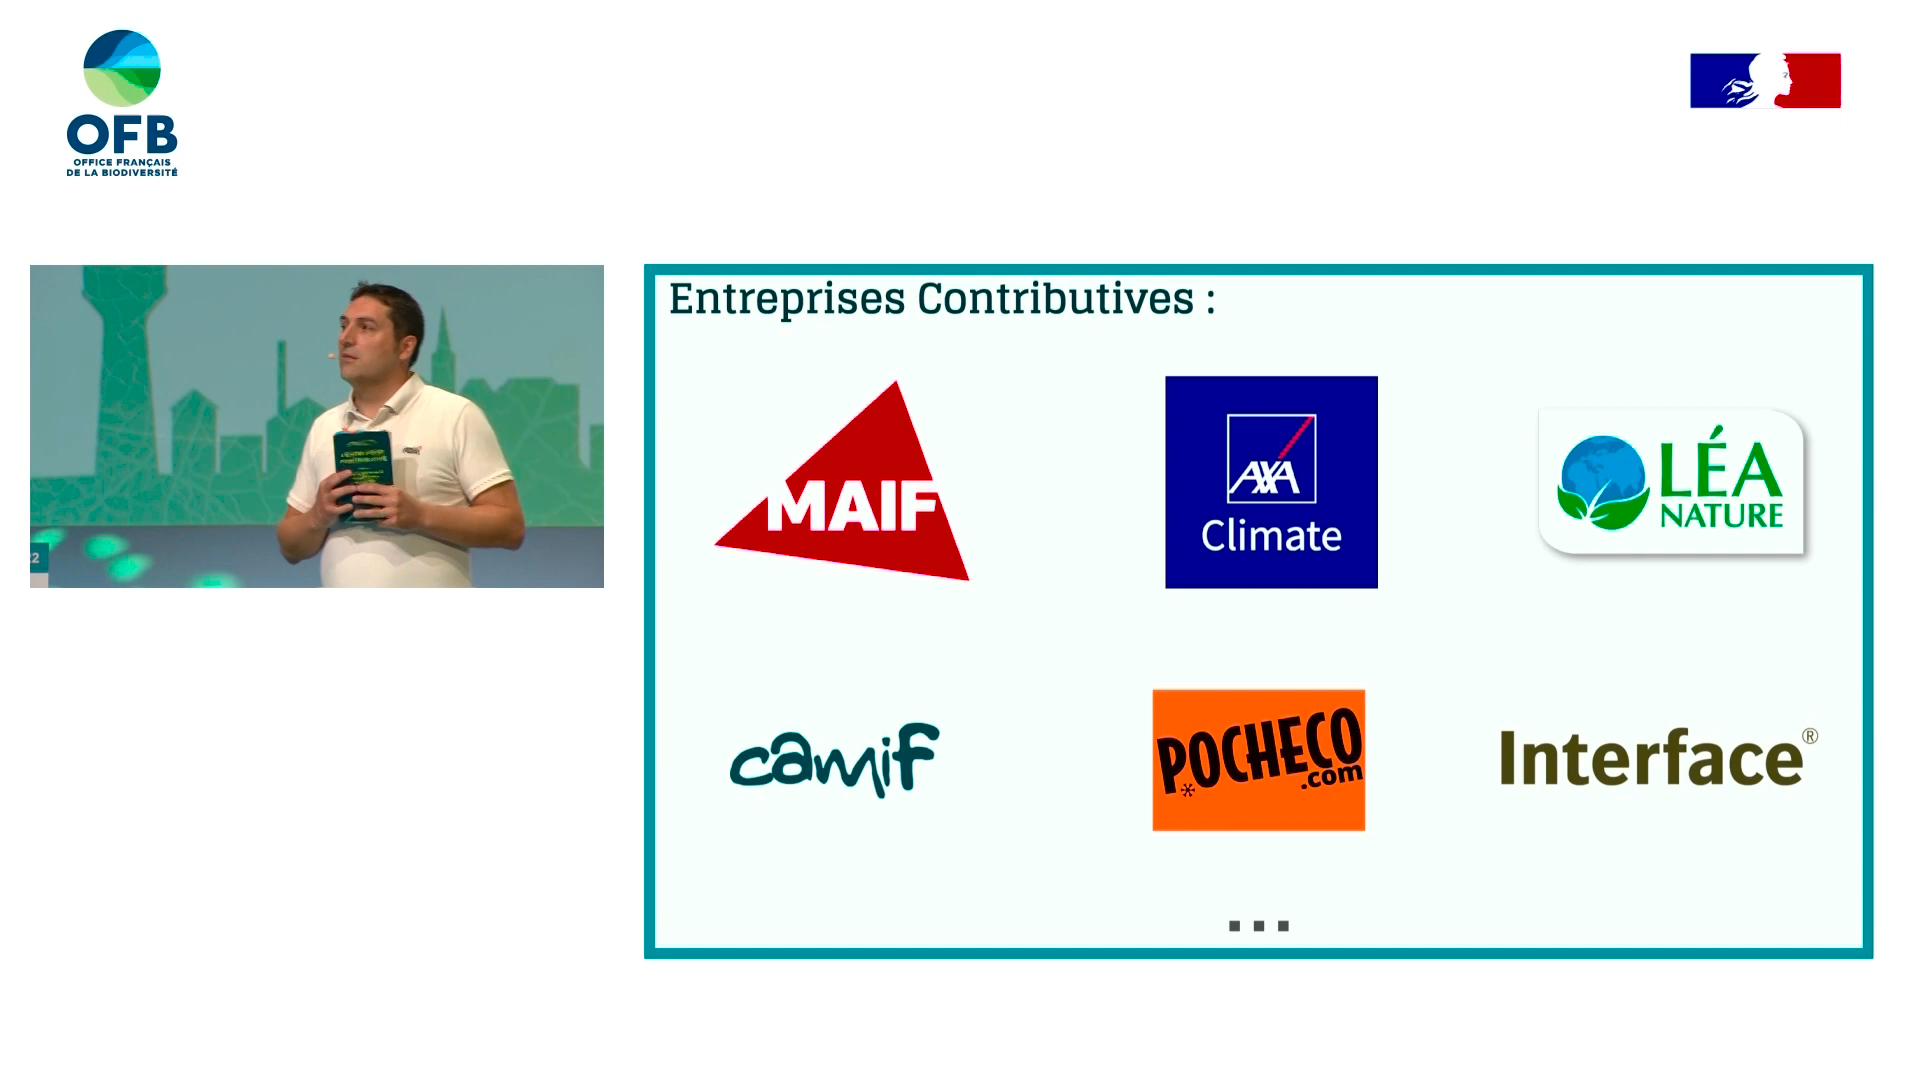 OFB
OFFICE FRANÇAIS
DE LA BIODIVERSITÉ
Entreprises Contributives :
MAIF
AXA
Climate
LÉA
NATURE
camif
POCHECO
.com
Interface®
...